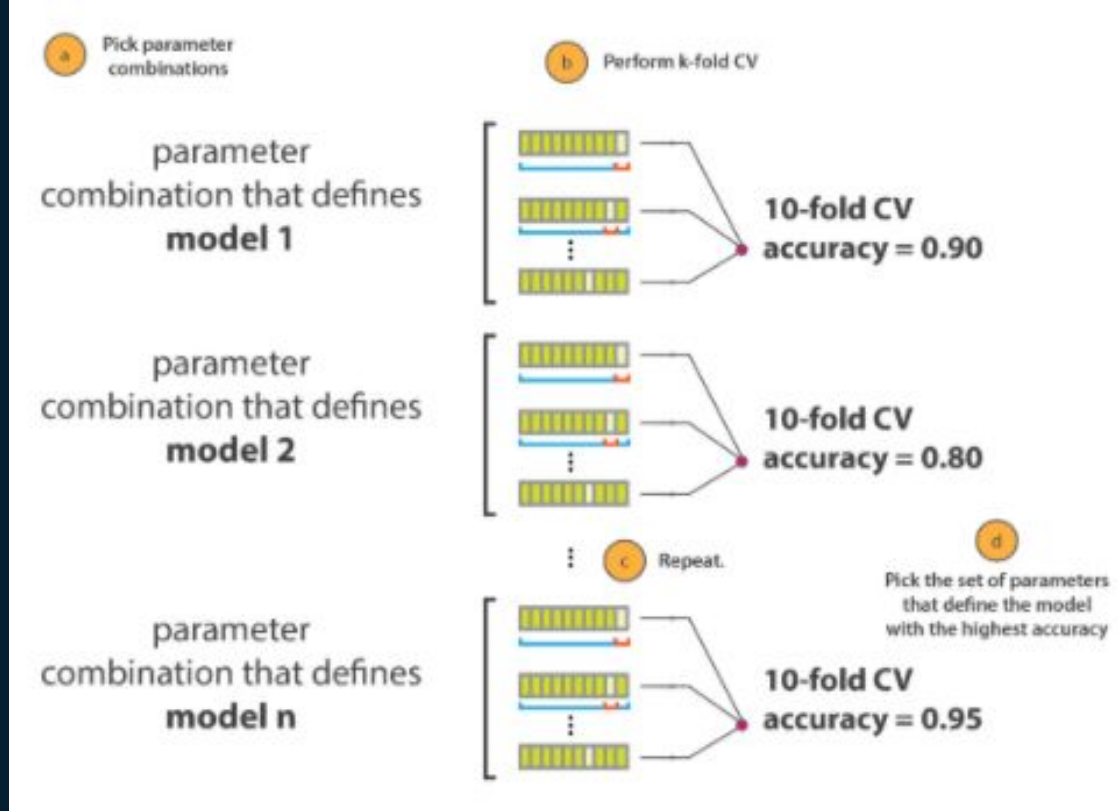 a
Pick parameter
combinations
b
Perform k-fold CV
parameter
combination that defines
model 1
10-fold CV
accuracy = 0.90
parameter
combination that defines
model 2
10-fold CV
accuracy = 0.80
c
Repeat.
d
Pick the set of parameters
that define the model
with the highest accuracy
parameter
combination that defines
model n
10-fold CV
accuracy = 0.95